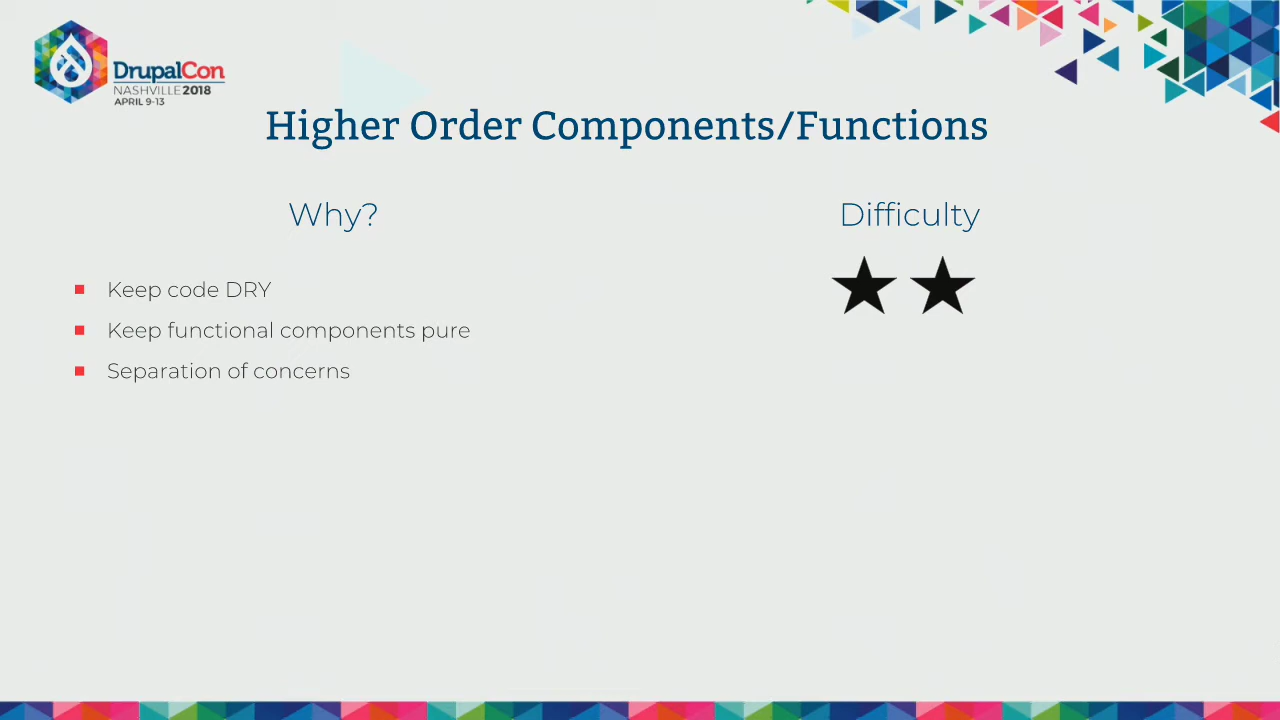 DrupalCon
NASHVILLE 2018
APRIL 9-13
Higher Order Components/Functions
Why?
Keep code DRY
Keep functional components pure
Separation of concerns
Difficulty